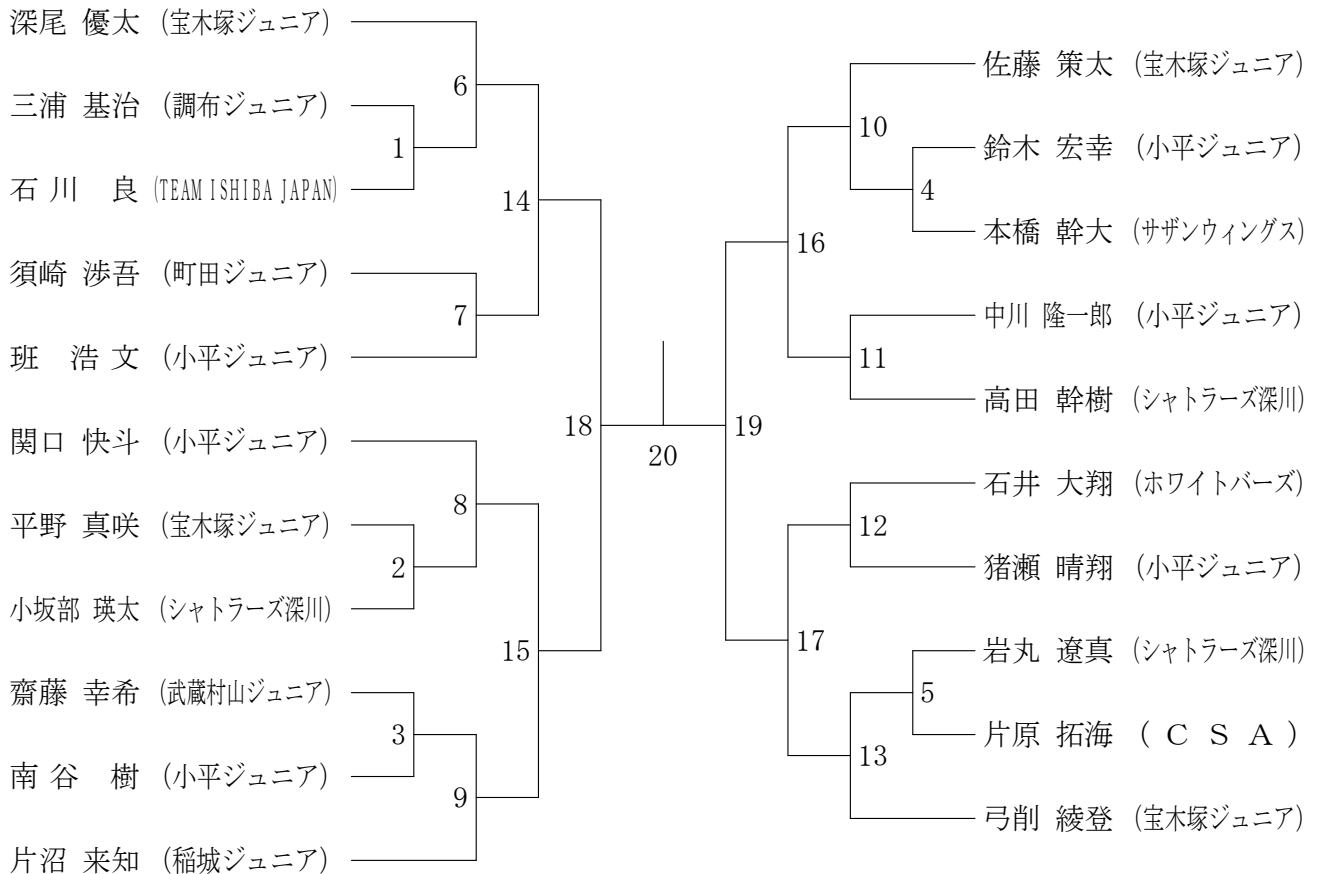 深尾 優太 (宝木塚ジュニア)
三浦 基治 (調布ジュニア)
石川 良 (TEAM ISHIBA JAPAN)
須崎 渉吾 (町田ジュニア)
班 浩文 (小平ジュニア)
関口 快斗 (小平ジュニア)
平野 真咲 (宝木塚ジュニア)
小坂部 瑛太 (シャトラーズ深川)
齋藤 幸希 (武蔵村山ジュニア)
南谷 樹 (小平ジュニア)
片沼 来知 (稲城ジュニア)
1
2
3
6
7
8
9
14
15
18
20
19
16
17
10
11
12
13
4
5
佐藤 策太 (宝木塚ジュニア)
鈴木 宏幸 (小平ジュニア)
本橋 幹大 (サザンウィングス)
中川 隆一郎 (小平ジュニア)
高田 幹樹 (シャトラーズ深川)
石井 大翔 (ホワイトバーズ)
猪瀬 晴翔 (小平ジュニア)
岩丸 遼真 (シャトラーズ深川)
片原 拓海 (ＣＳＡ)
弓削 綾登 (宝木塚ジュニア)